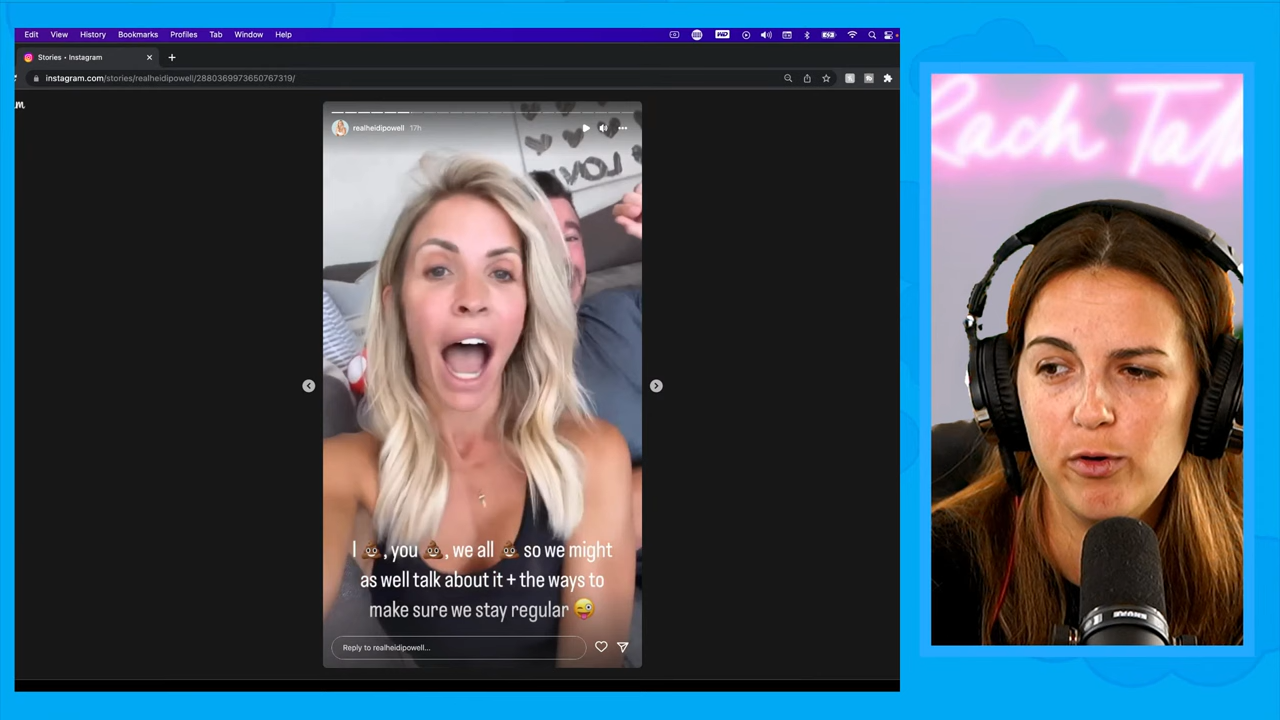 Edit View History Bookmarks Profiles Tab Window Help
Stories • Instagram
instagram.com/stories/realheidipowell/2880369973650767319/
m
realheidipowell 17h
LOVE
I 💩, you 💩, we all 💩 so we might
as well talk about it + the ways to
make sure we stay regular 😜
Reply to realheidipowell...
Rach Talk
SHURE